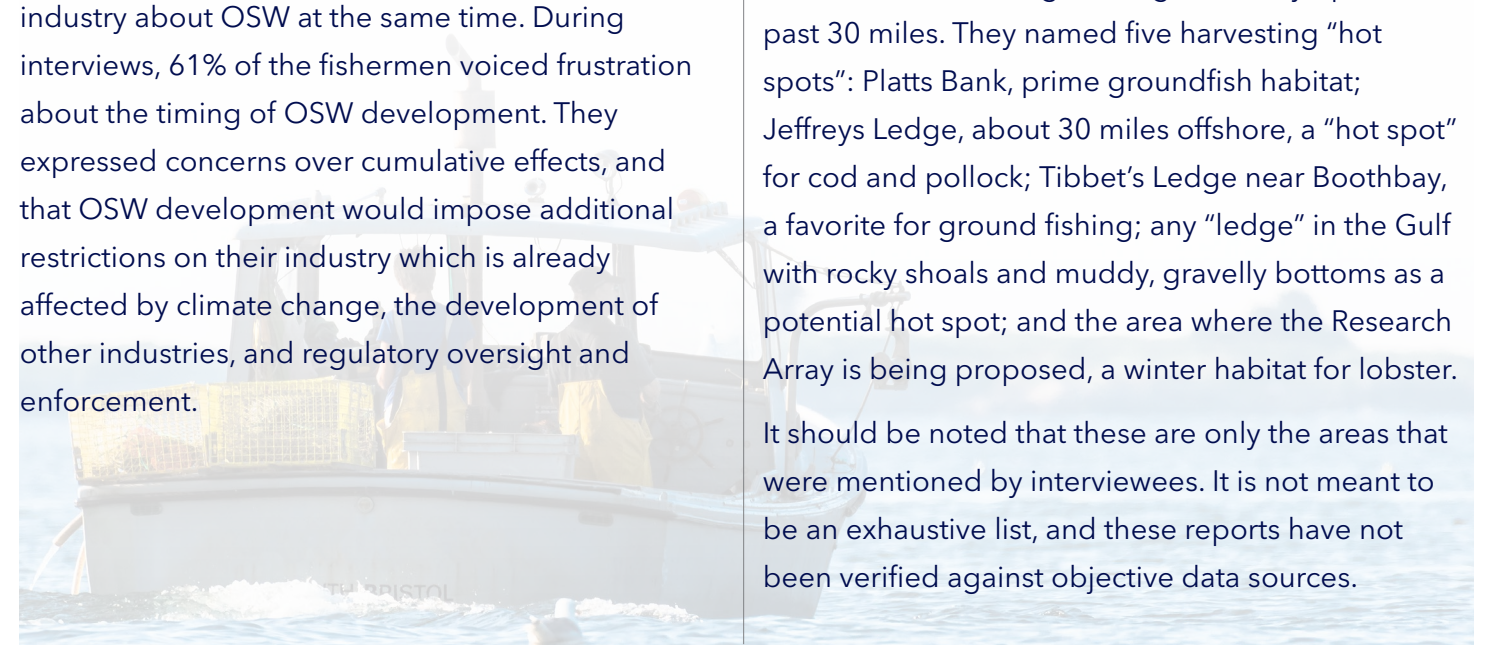 industry about OSW at the same time. During
interviews, 61% of the fishermen voiced frustration
about the timing of OSW development. They
expressed concerns over cumulative effects, and
that OSW development would impose additional
restrictions on their industry which is already
affected by climate change, the development of
other industries, and regulatory oversight and
enforcement.
past 30 miles. They named five harvesting “hot
spots”: Platts Bank, prime groundfish habitat;
Jeffreys Ledge, about 30 miles offshore, a “hot spot”
for cod and pollock; Tibbet’s Ledge near Boothbay,
a favorite for ground fishing; any “ledge” in the Gulf
with rocky shoals and muddy, gravelly bottoms as a
potential hot spot; and the area where the Research
Array is being proposed, a winter habitat for lobster.
It should be noted that these are only the areas that
were mentioned by interviewees. It is not meant to
be an exhaustive list, and these reports have not
been verified against objective data sources.
BRISTOL